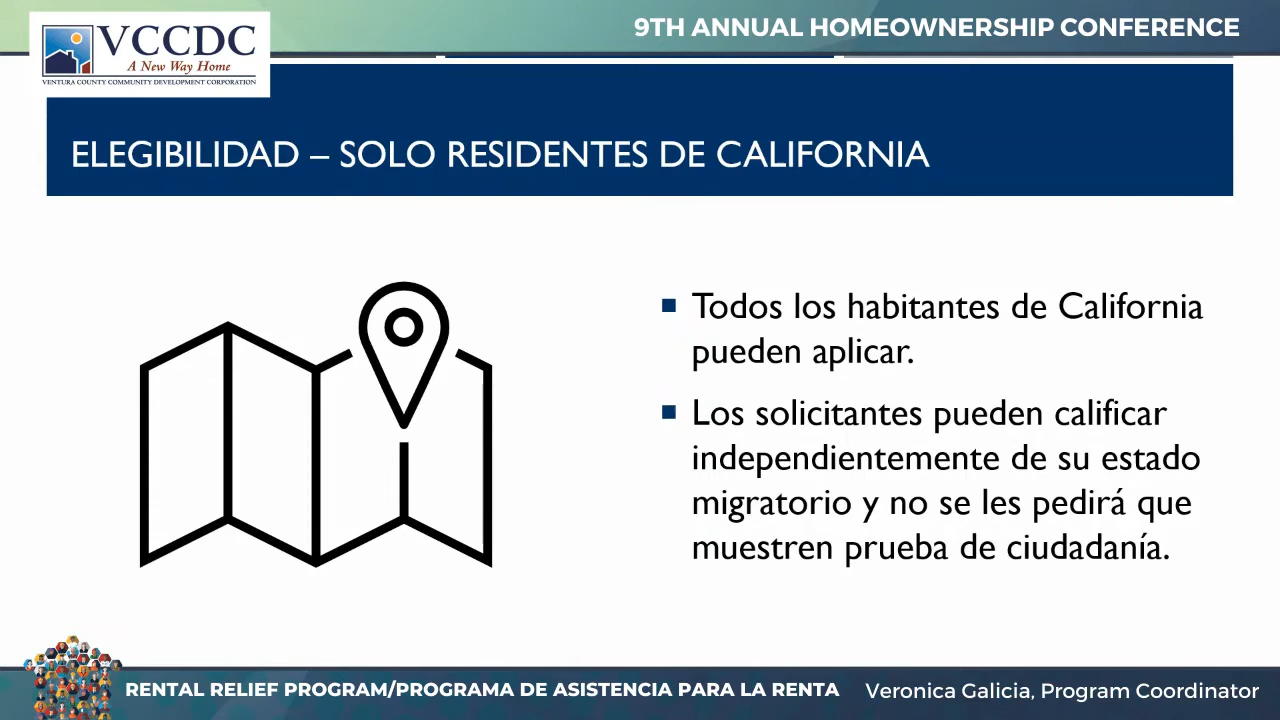 9TH ANNUAL HOMEOWNERSHIP CONFERENCE
VCCDC
A New Way Home
VENTURA COUNTY COMMUNITY DEVELOPMENT CORPORATION
ELEGIBILIDAD – SOLO RESIDENTES DE CALIFORNIA
Todos los habitantes de California
pueden aplicar.
Los solicitantes pueden calificar
independientemente de su estado
migratorio y no se les pedirá que
muestren prueba de ciudadanía.
RENTAL RELIEF PROGRAM/PROGRAMA DE ASISTENCIA PARA LA RENTA
Veronica Galicia, Program Coordinator